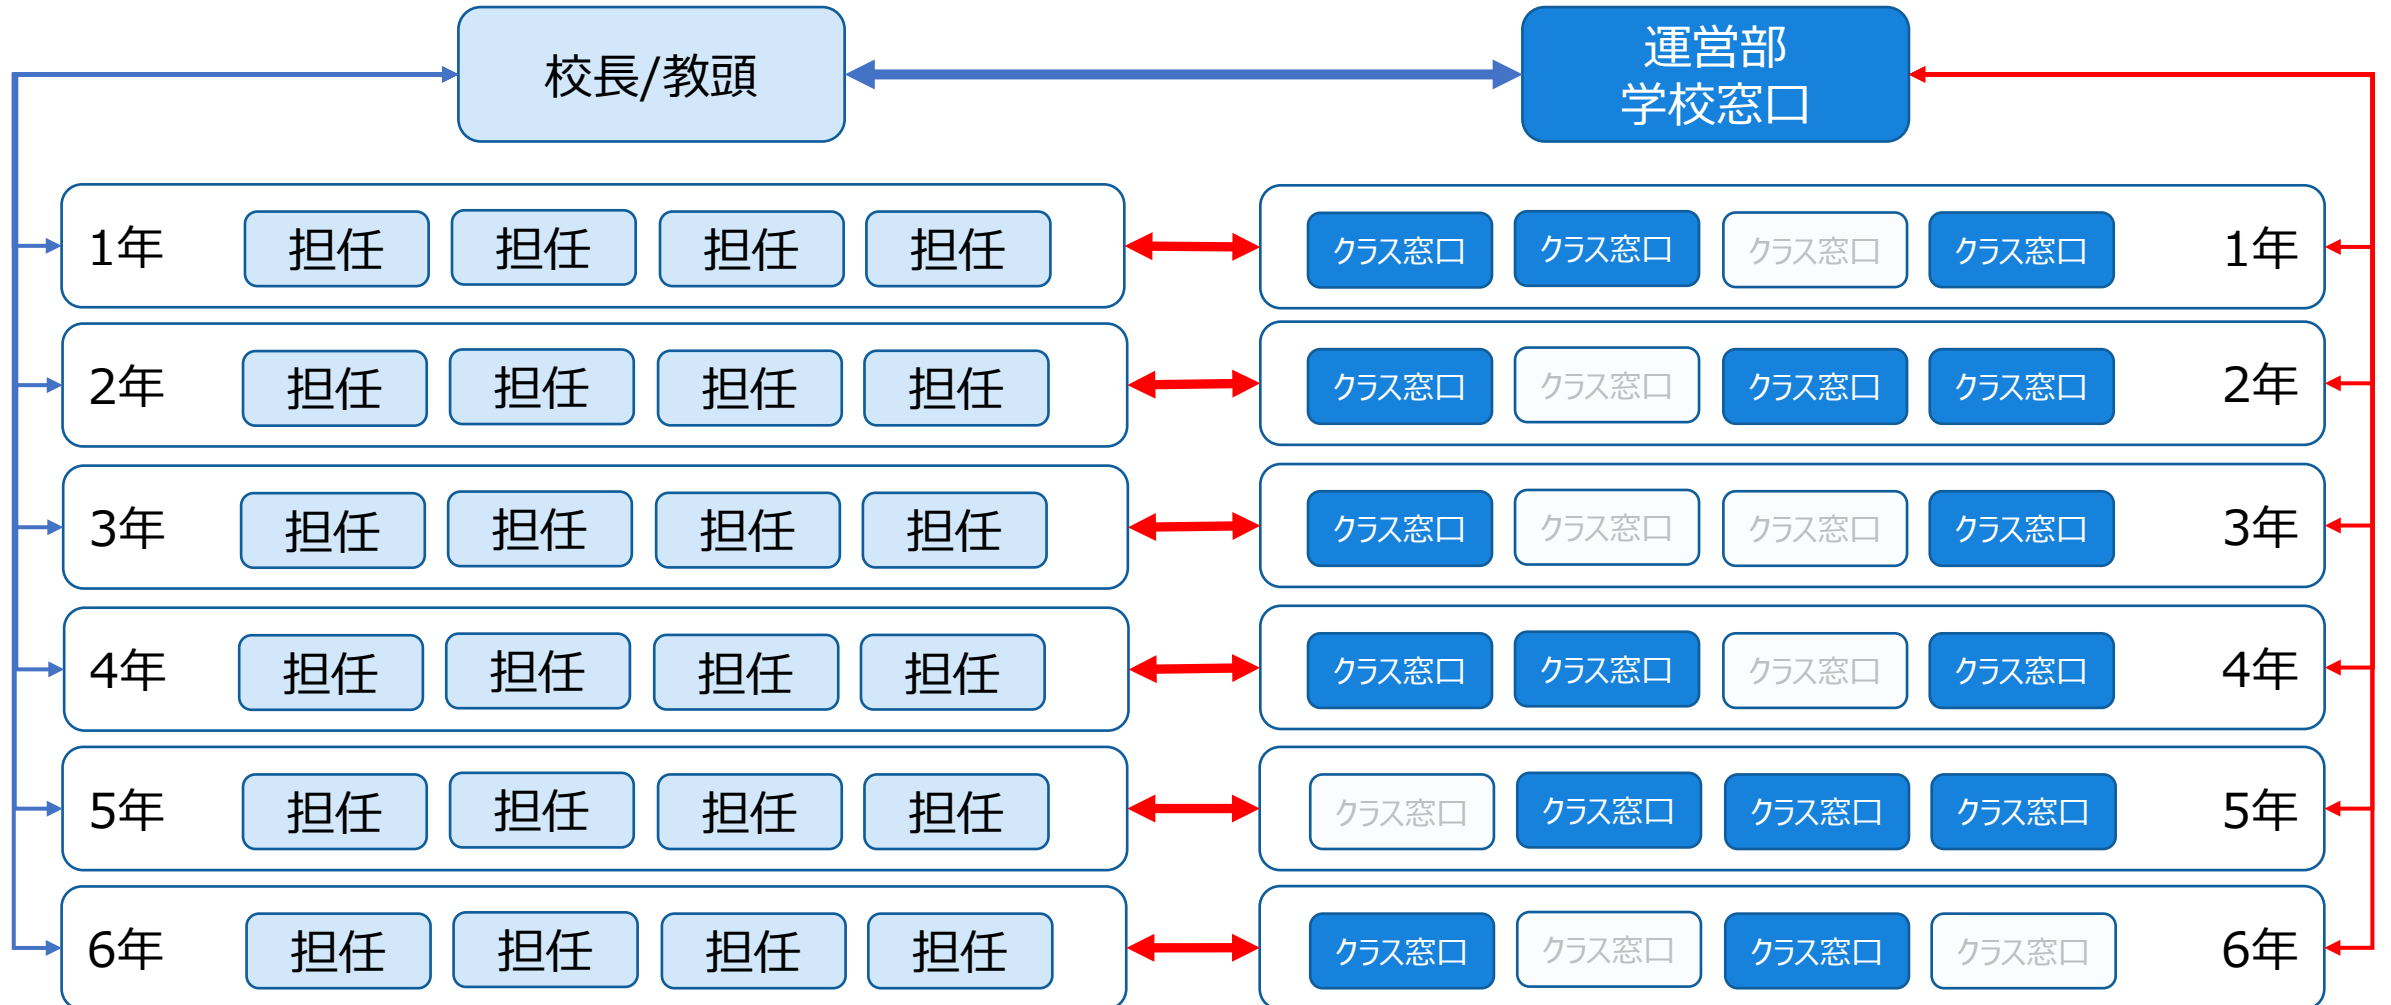 校長/教頭
運営部
学校窓口
1年 担任 担任 担任 担任 クラス窓口 クラス窓口 クラス窓口 クラス窓口 1年
2年 担任 担任 担任 担任 クラス窓口 クラス窓口 クラス窓口 クラス窓口 2年
3年 担任 担任 担任 担任 クラス窓口 クラス窓口 クラス窓口 クラス窓口 3年
4年 担任 担任 担任 担任 クラス窓口 クラス窓口 クラス窓口 クラス窓口 4年
5年 担任 担任 担任 担任 クラス窓口 クラス窓口 クラス窓口 クラス窓口 5年
6年 担任 担任 担任 担任 クラス窓口 クラス窓口 クラス窓口 クラス窓口 6年